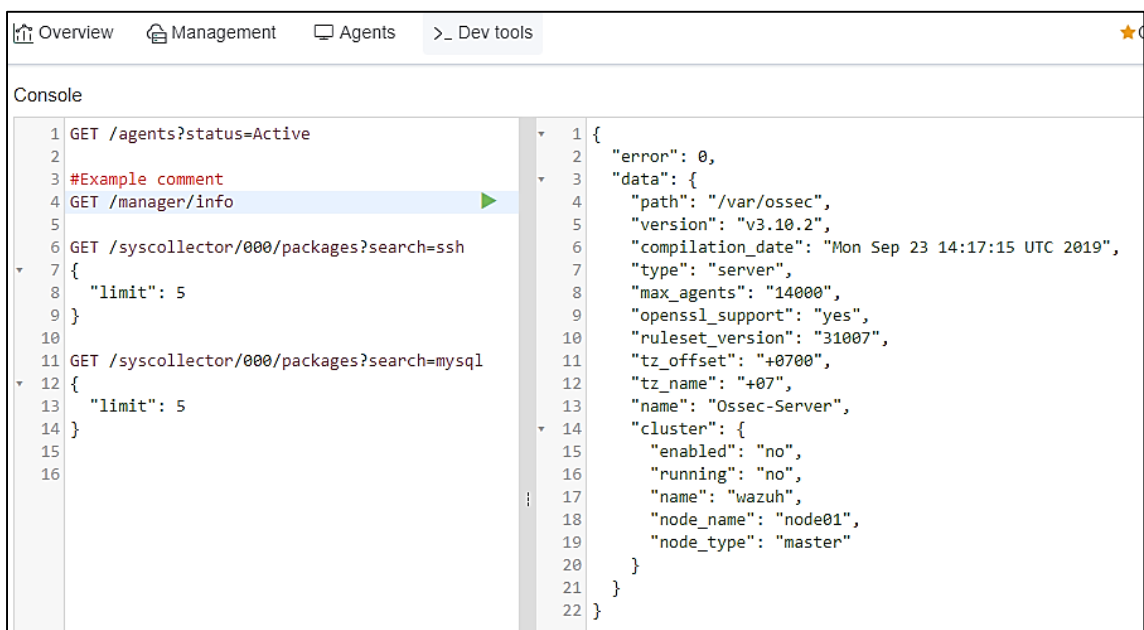 Overview Management Agents >_ Dev tools
Console
1 GET /agents?status=Active
2
3 #Example comment
4 GET /manager/info
5
6 GET /syscollector/000/packages?search=ssh
7 {
8 "limit": 5
9 }
10
11 GET /syscollector/000/packages?search=mysql
12 {
13 "limit": 5
14 }
15
16
1 {
2 "error": 0,
3 "data": {
4 "path": "/var/ossec",
5 "version": "v3.10.2",
6 "compilation_date": "Mon Sep 23 14:17:15 UTC 2019",
7 "type": "server",
8 "max_agents": "14000",
9 "openssl_support": "yes",
10 "ruleset_version": "31007",
11 "tz_offset": "+0700",
12 "tz_name": "+07",
13 "name": "Ossec-Server",
14 "cluster": {
15 "enabled": "no",
16 "running": "no",
17 "name": "wazuh",
18 "node_name": "node01",
19 "node_type": "master"
20 }
21 }
22 }